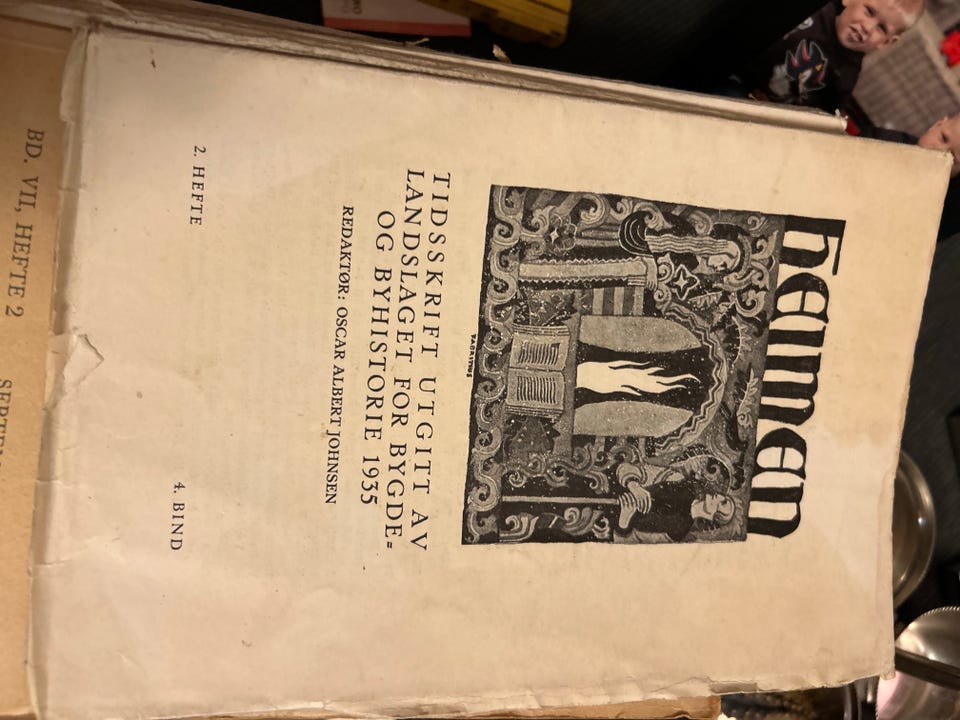 heimen
FABRITIUS
TIDSSKRIFT UTGITT AV
LANDSLAGET FOR BYGDE=
OG BYHISTORIE 1935
REDAKTØR: OSCAR ALBERT JOHNSEN
2. HEFTE
4. BIND
BD. VII, HEFTE 2